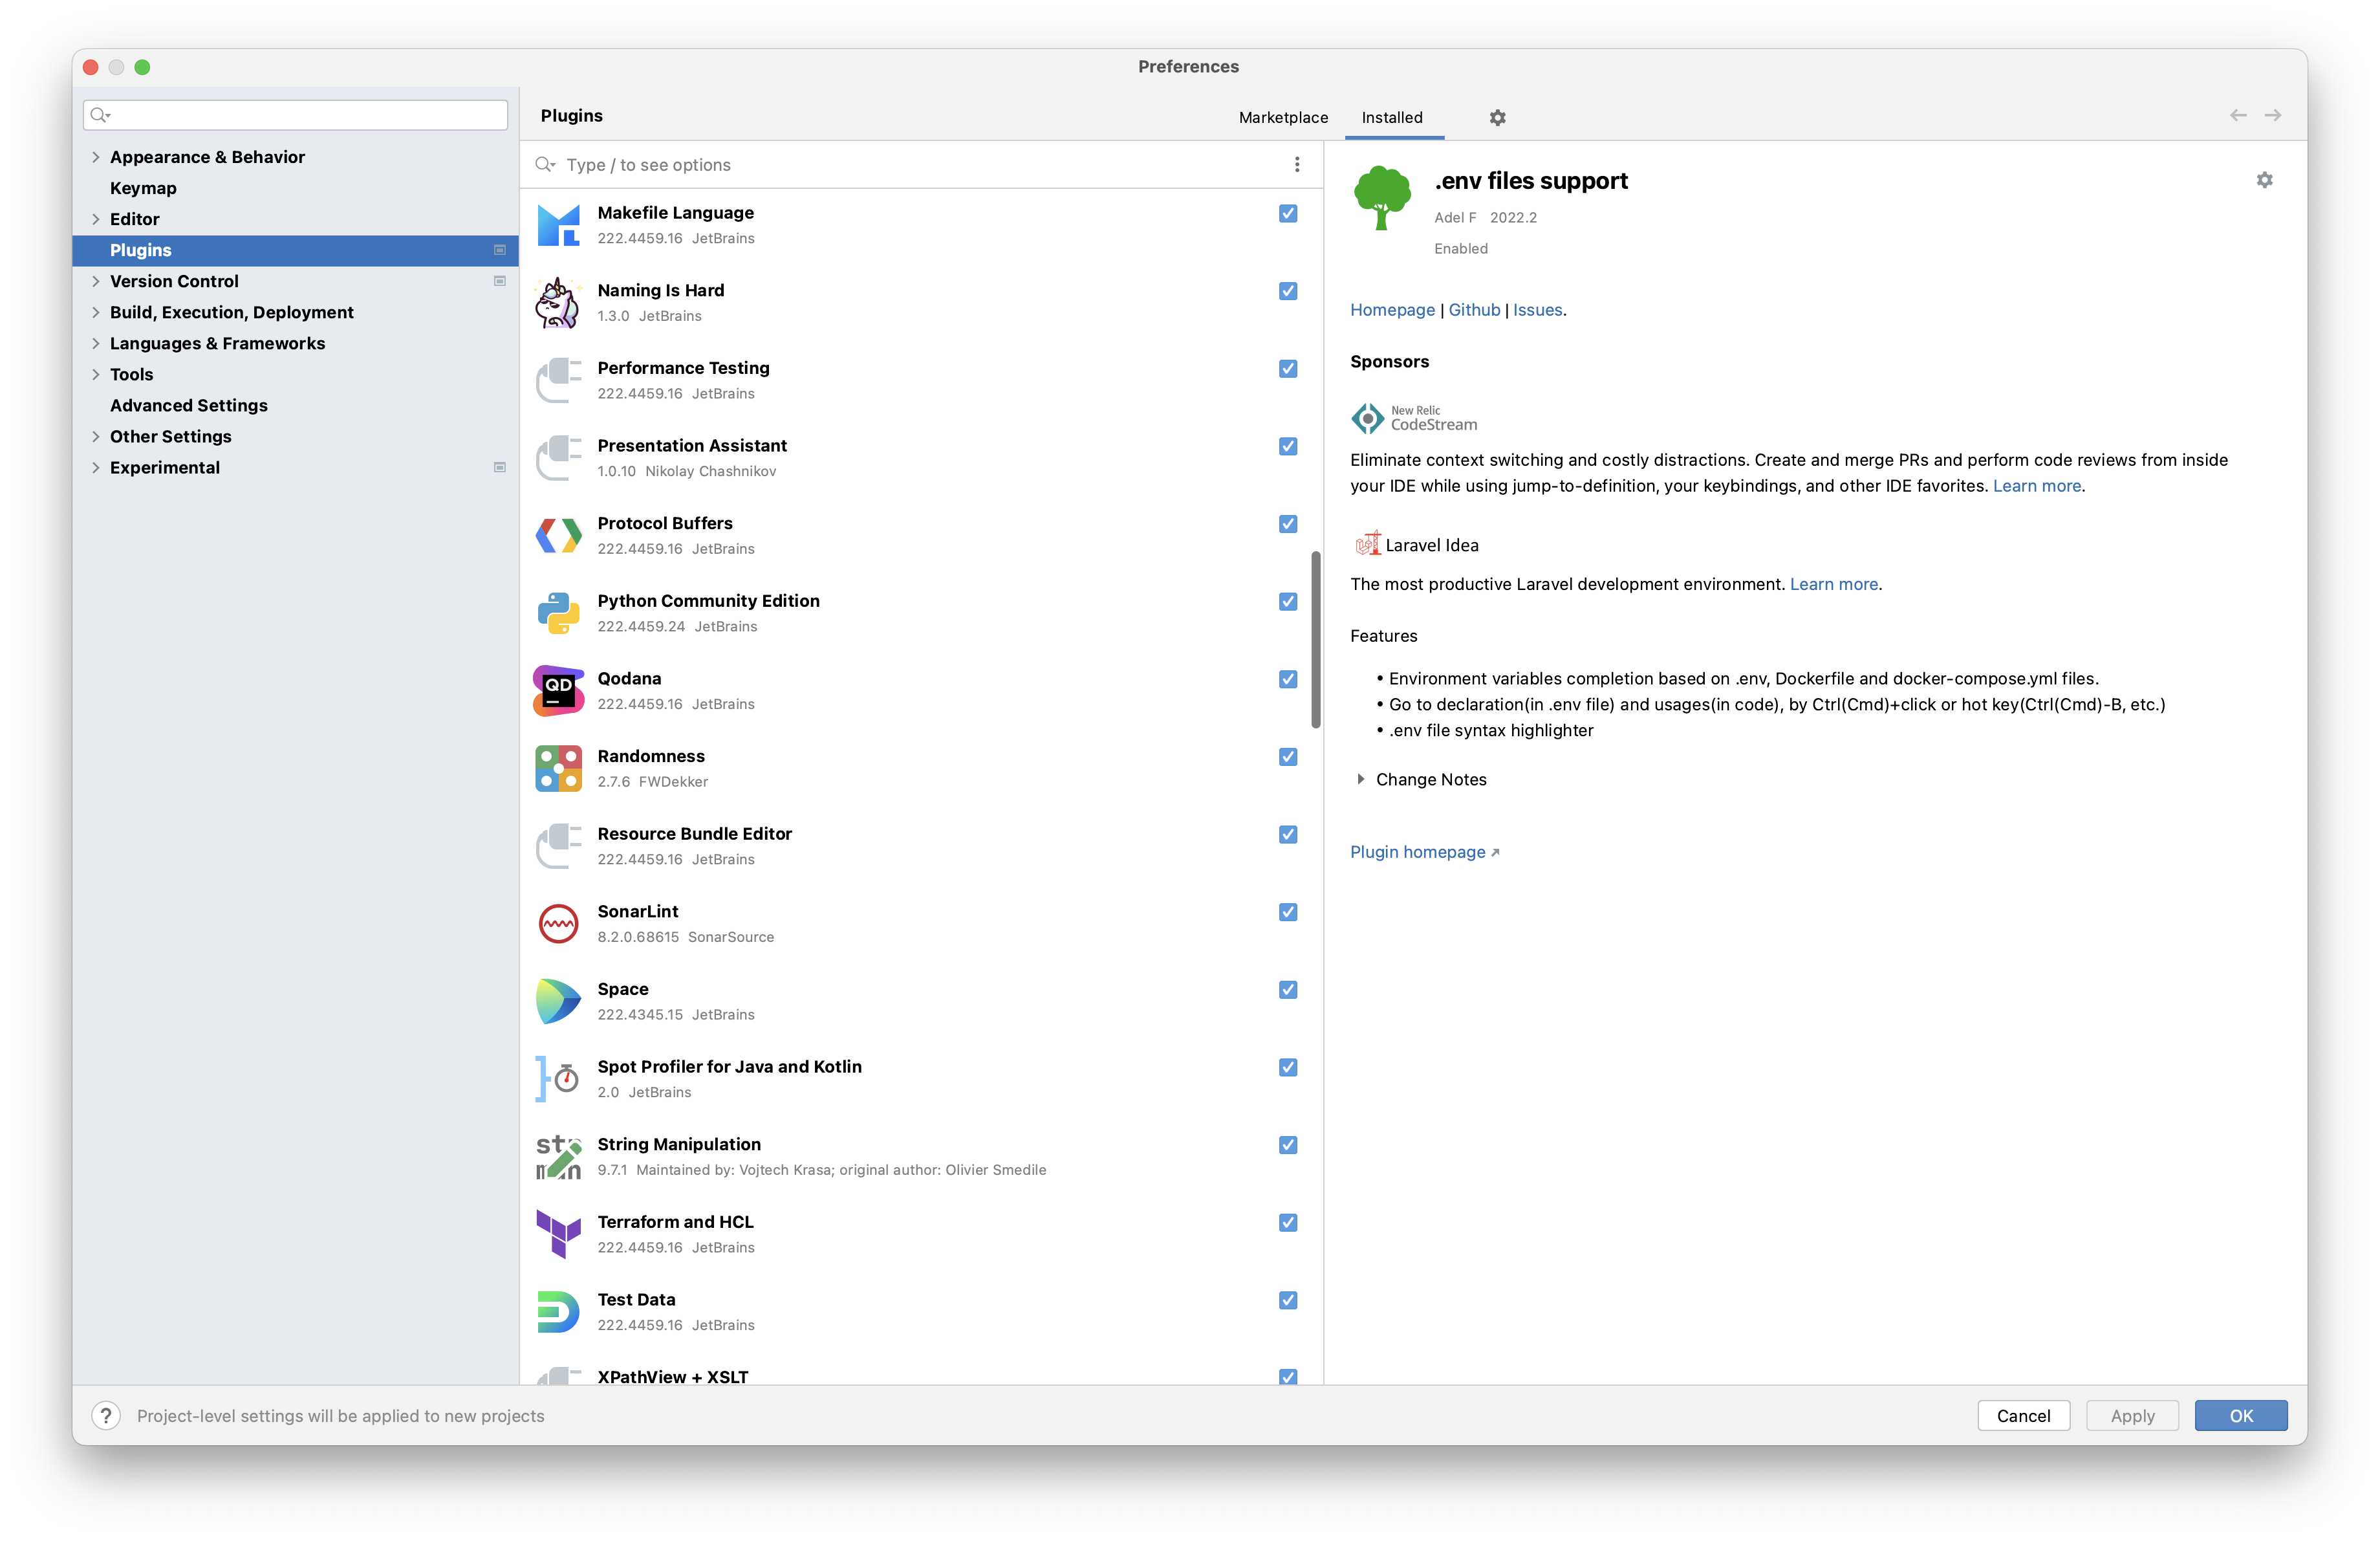 Preferences
Appearance & Behavior
Keymap
Editor
Plugins
Version Control
Build, Execution, Deployment
Languages & Frameworks
Tools
Advanced Settings
Other Settings
Experimental
Plugins
Marketplace
Installed
Type / to see options
Makefile Language
222.4459.16 JetBrains
Naming Is Hard
1.3.0 JetBrains
Performance Testing
222.4459.16 JetBrains
Presentation Assistant
1.0.10 Nikolay Chashnikov
Protocol Buffers
222.4459.16 JetBrains
Python Community Edition
222.4459.24 JetBrains
QD
Qodana
222.4459.16 JetBrains
Randomness
2.7.6 FWDekker
Resource Bundle Editor
222.4459.16 JetBrains
SonarLint
8.2.0.68615 SonarSource
Space
222.4345.15 JetBrains
Spot Profiler for Java and Kotlin
2.0 JetBrains
String Manipulation
9.7.1 Maintained by: Vojtech Krasa; original author: Olivier Smedile
Terraform and HCL
222.4459.16 JetBrains
Test Data
222.4459.16 JetBrains
XPathView + XSLT
.env files support
Adel F 2022.2
Enabled
Homepage | Github | Issues.
Sponsors
New Relic
CodeStream
Eliminate context switching and costly distractions. Create and merge PRs and perform code reviews from inside
your IDE while using jump-to-definition, your keybindings, and other IDE favorites. Learn more.
Laravel Idea
The most productive Laravel development environment. Learn more.
Features
• Environment variables completion based on .env, Dockerfile and docker-compose.yml files.
• Go to declaration(in .env file) and usages(in code), by Ctrl(Cmd)+click or hot key(Ctrl(Cmd)-B, etc.)
• .env file syntax highlighter
Change Notes
Plugin homepage
? Project-level settings will be applied to new projects
Cancel
Apply
OK